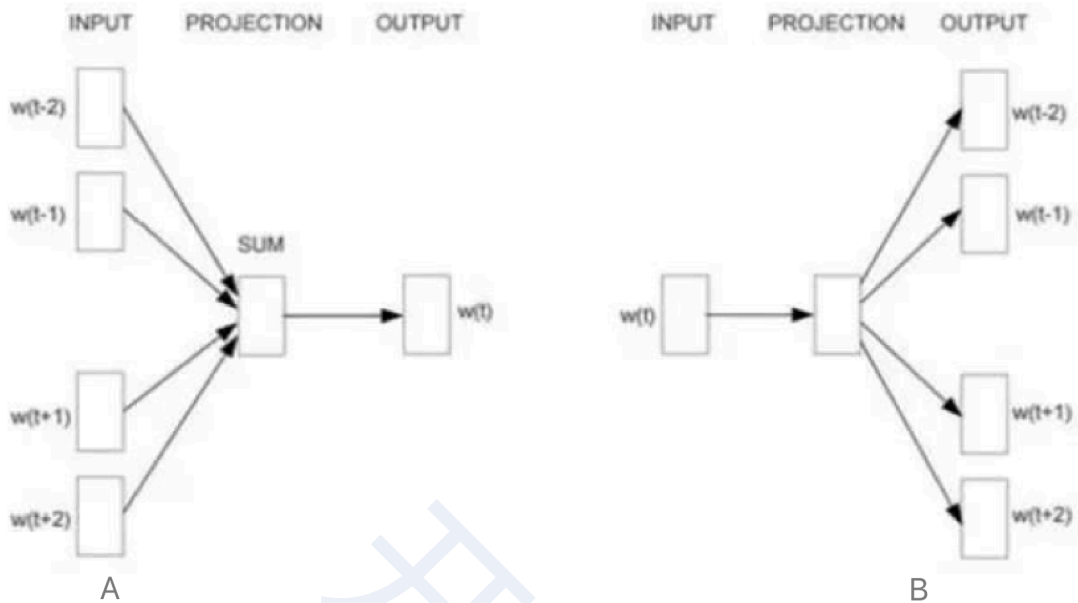 INPUT PROJECTION OUTPUT
w(t-2)
w(t-1)
SUM
w(t)
w(t+1)
w(t+2)
A
INPUT PROJECTION OUTPUT
w(t-2)
w(t-1)
w(t)
w(t+1)
w(t+2)
B